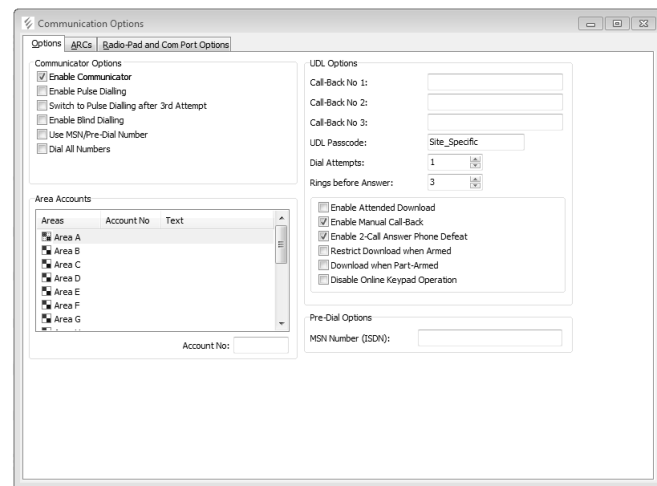 Communication Options
Options ARCs Radio-Pad and Com Port Options
Communicator Options
Enable Communicator
Enable Pulse Dialling
Switch to Pulse Dialling after 3rd Attempt
Enable Blind Dialling
Use MSN/Pre-Dial Number
Dial All Numbers
Area Accounts
Areas Account No Text
Area A
Area B
Area C
Area D
Area E
Area F
Area G
Account No:
UDL Options
Call-Back No 1:
Call-Back No 2:
Call-Back No 3:
UDL Passcode: Site_Specific
Dial Attempts: 1
Rings before Answer: 3
Enable Attended Download
Enable Manual Call-Back
Enable 2-Call Answer Phone Defeat
Restrict Download when Armed
Download when Part-Armed
Disable Online Keypad Operation
Pre-Dial Options
MSN Number (ISDN):